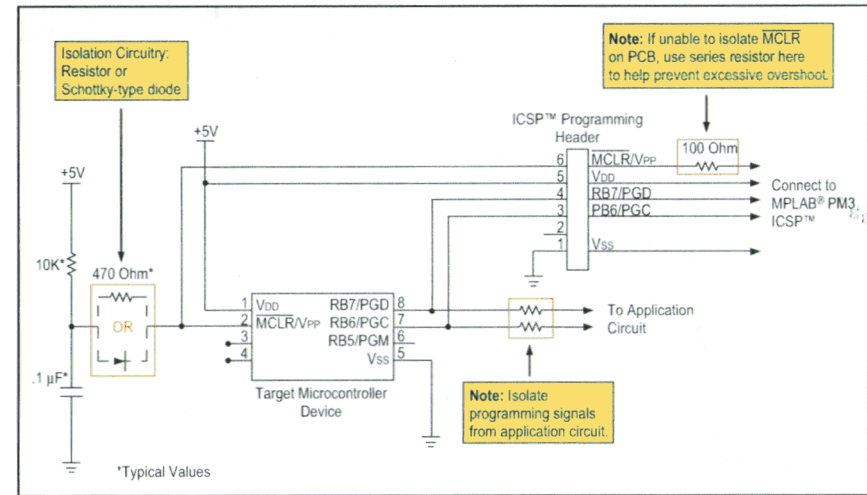 Isolation Circuitry:
Resistor or
Schottky-type diode
Note: If unable to isolate MCLR
on PCB, use series resistor here
to help prevent excessive overshoot.
ICSP™ Programming
Header
+5V
+5V
6
MCLR/VPP
100 Ohm
5
VDD
4
RB7/PGD
3
PB6/PGC
2
1
VSS
Connect to
MPLAB® PM3
ICSP™
10K*
470 Ohm*
OR
.1 µF*
1
VDD
RB7/PGD
8
2
MCLR/VPP
RB6/PGC
7
3
RB5/PGM
6
4
VSS
5
To Application
Circuit
Target Microcontroller
Device
Note: Isolate
programming signals
from application circuit.
*Typical Values